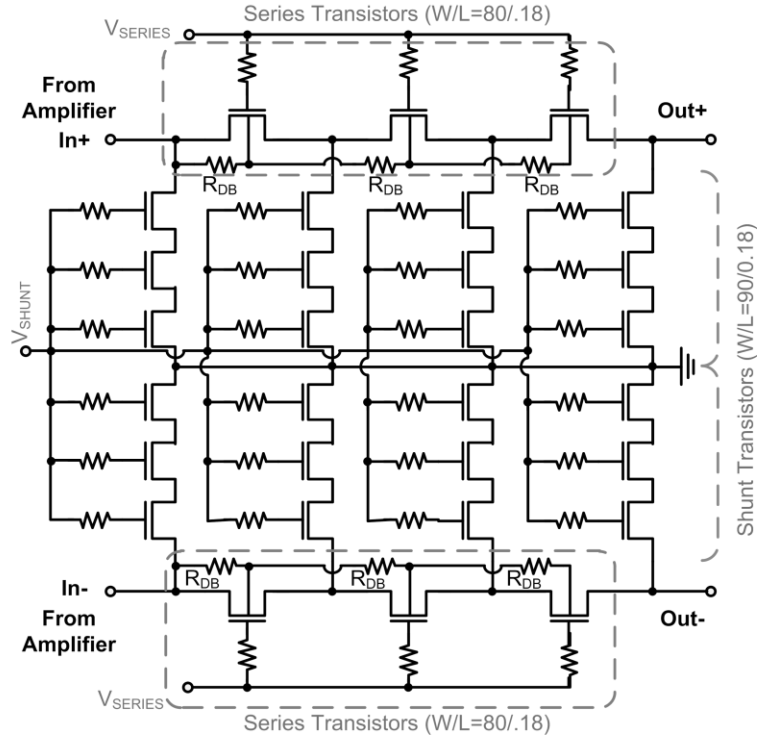 Series Transistors (W/L=80/.18)
VSERIES
From
Amplifier
In+
Out+
RDB
RDB
RDB
VSHUNT
Shunt Transistors (W/L=90/0.18)
RDB
RDB
RDB
In-
From
Amplifier
Out-
VSERIES
Series Transistors (W/L=80/.18)